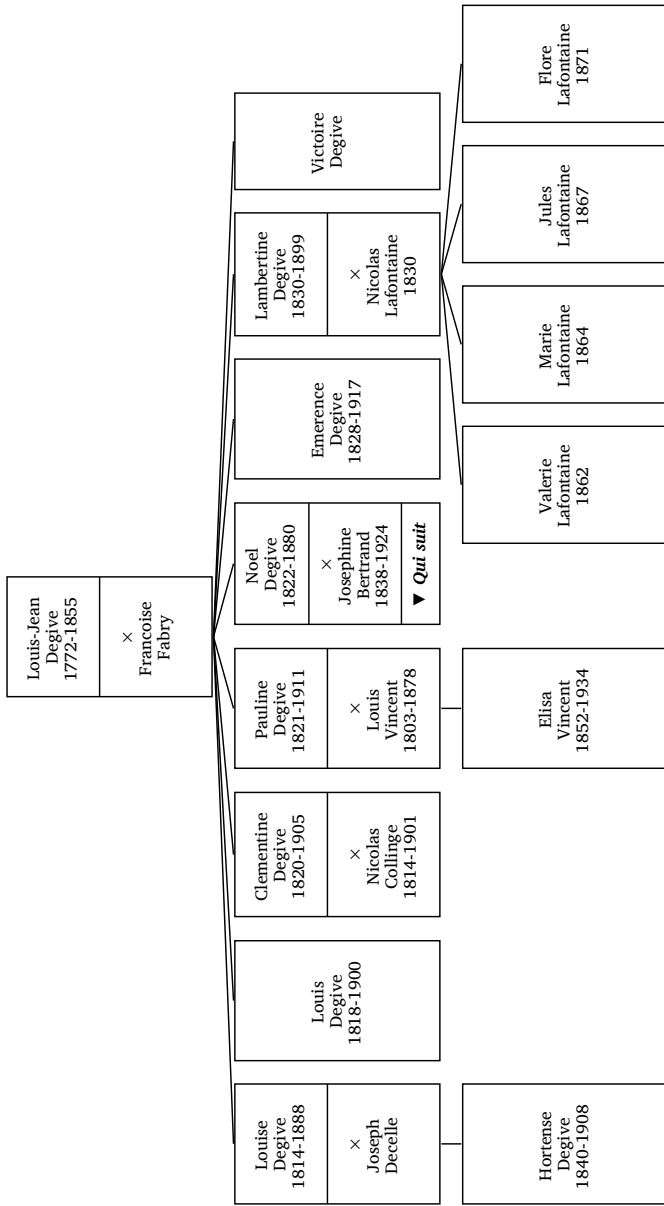 Louis-Jean
Degive
1772-1855
×
Francoise
Fabry
Louise
Degive
1814-1888
×
Joseph
Decelle
Louis
Degive
1818-1900
Clementine
Degive
1820-1905
×
Nicolas
Collinge
1814-1901
Pauline
Degive
1821-1911
×
Louis
Vincent
1803-1878
Noel
Degive
1822-1880
×
Josephine
Bertrand
1838-1924
▼ Qui suit
Emerence
Degive
1828-1917
Lambertine
Degive
1830-1899
×
Nicolas
Lafontaine
1830
Victoire
Degive
Hortense
Degive
1840-1908
Elisa
Vincent
1852-1934
Valerie
Lafontaine
1862
Marie
Lafontaine
1864
Jules
Lafontaine
1867
Flore
Lafontaine
1871